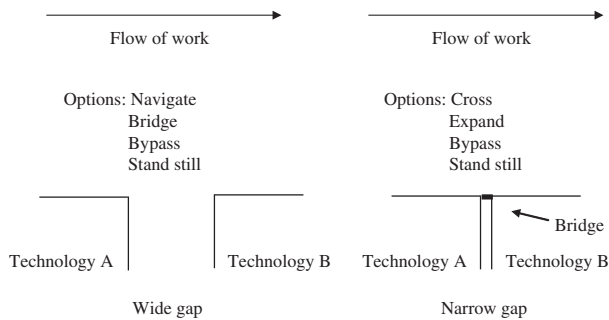 Flow of work
Options: Navigate
Bridge
Bypass
Stand still
Technology A
Technology B
Wide gap
Flow of work
Options: Cross
Expand
Bypass
Stand still
Bridge
Technology A
Technology B
Narrow gap